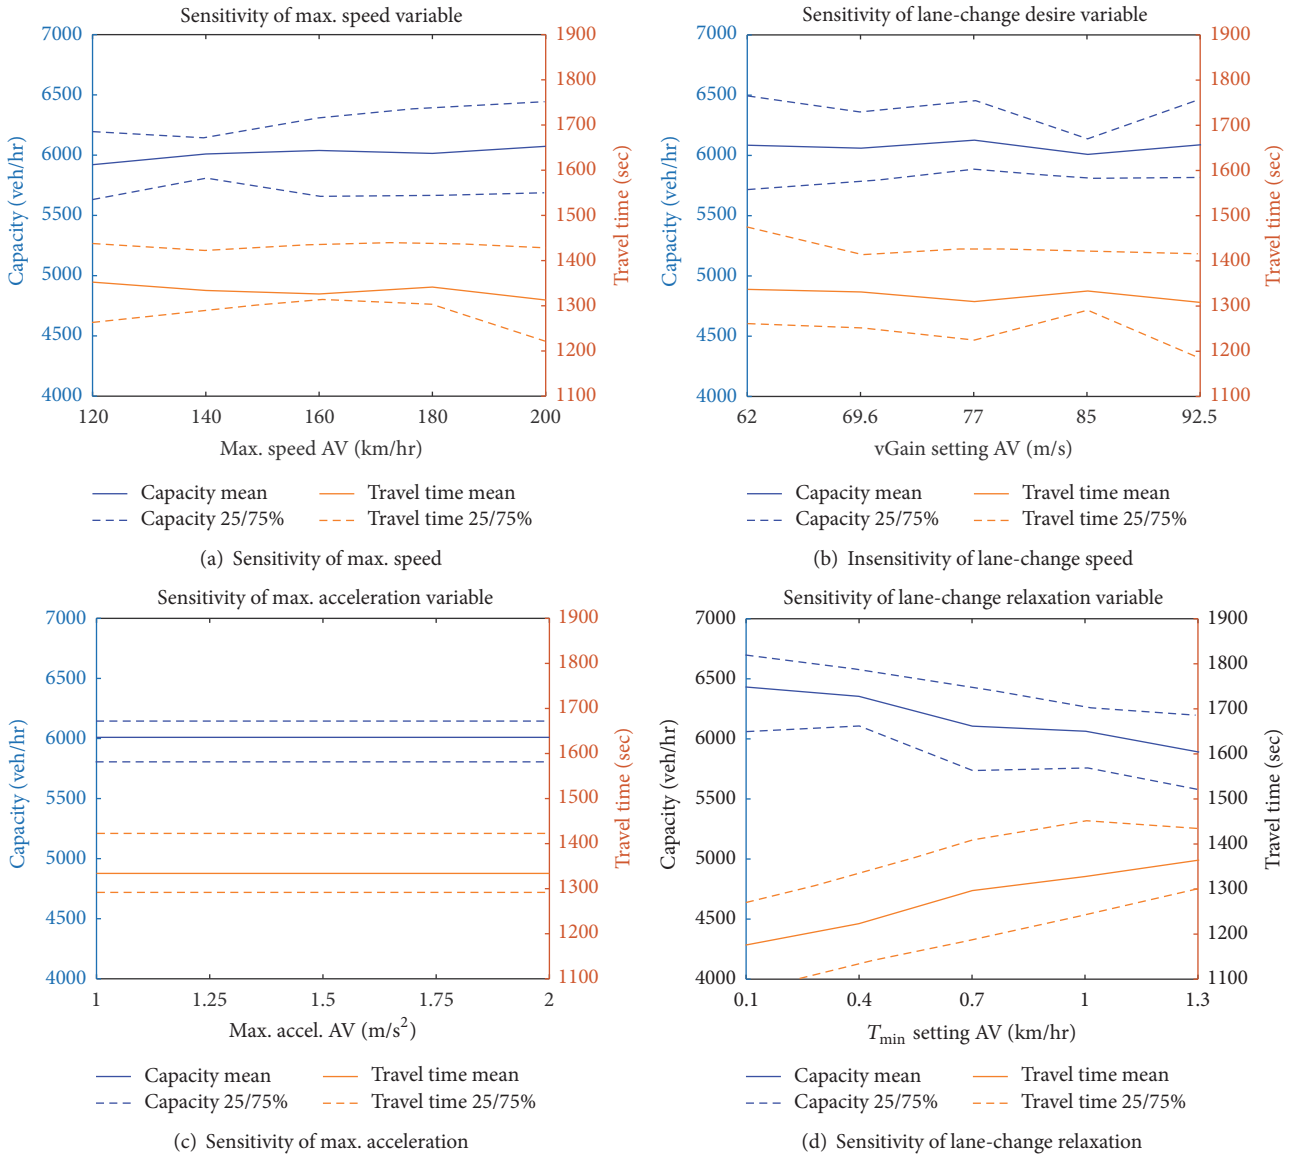 Sensitivity of max. speed variable
7000
6500
6000
5500
5000
4500
4000
Capacity (veh/hr)
1900
1800
1700
1600
1500
1400
1300
1200
1100
Travel time (sec)
120 140 160 180 200
Max. speed AV (km/hr)
Capacity mean
Capacity 25/75%
Travel time mean
Travel time 25/75%
(a) Sensitivity of max. speed
Sensitivity of lane-change desire variable
7000
6500
6000
5500
5000
4500
4000
Capacity (veh/hr)
1900
1800
1700
1600
1500
1400
1300
1200
1100
Travel time (sec)
62 69.6 77 85 92.5
vGain setting AV (m/s)
Capacity mean
Capacity 25/75%
Travel time mean
Travel time 25/75%
(b) Insensitivity of lane-change speed
Sensitivity of max. acceleration variable
7000
6500
6000
5500
5000
4500
4000
Capacity (veh/hr)
1900
1800
1700
1600
1500
1400
1300
1200
1100
Travel time (sec)
1 1.25 1.5 1.75 2
Max. accel. AV (m/s²)
Capacity mean
Capacity 25/75%
Travel time mean
Travel time 25/75%
(c) Sensitivity of max. acceleration
Sensitivity of lane-change relaxation variable
7000
6500
6000
5500
5000
4500
4000
Capacity (veh/hr)
1900
1800
1700
1600
1500
1400
1300
1200
1100
Travel time (sec)
0.1 0.4 0.7 1 1.3
Tmin setting AV (km/hr)
Capacity mean
Capacity 25/75%
Travel time mean
Travel time 25/75%
(d) Sensitivity of lane-change relaxation